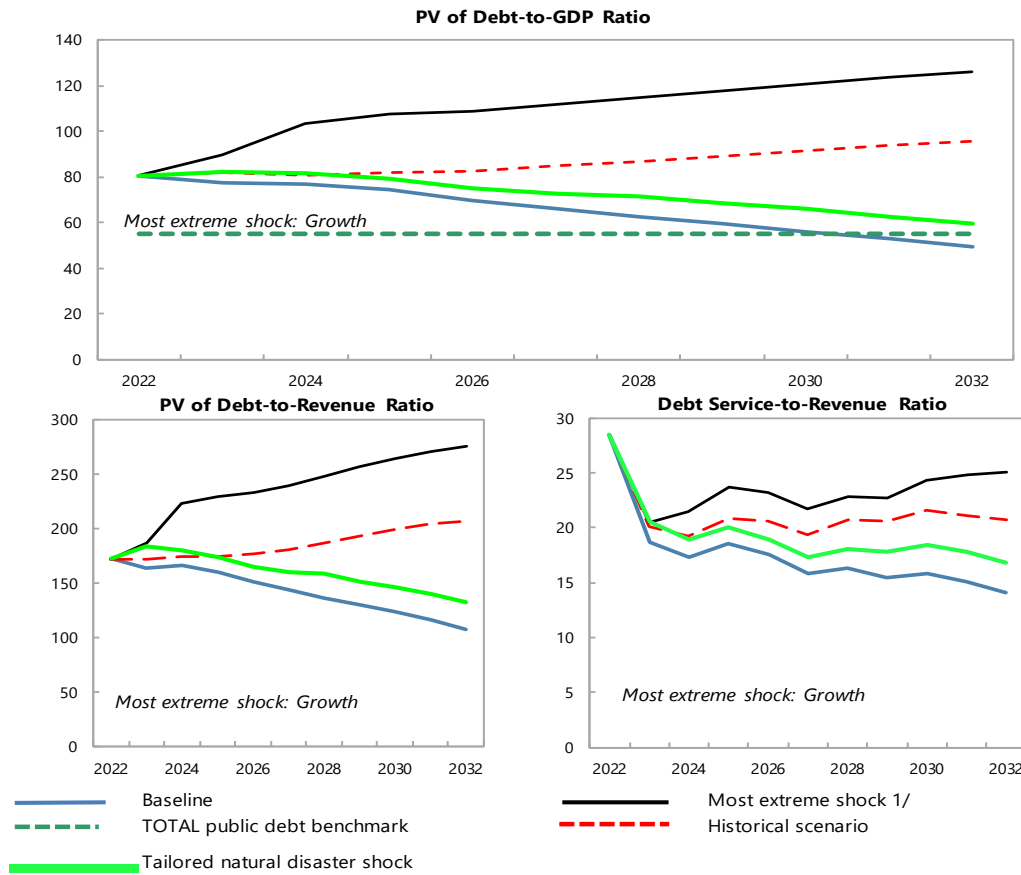 PV of Debt-to-GDP Ratio
140
120
100
80
60
40
20
0
Most extreme shock: Growth
2022 2024 2026 2028 2030 2032
PV of Debt-to-Revenue Ratio
300
250
200
150
100
50
0
Most extreme shock: Growth
2022 2024 2026 2028 2030 2032
Debt Service-to-Revenue Ratio
30
25
20
15
10
5
0
Most extreme shock: Growth
2022 2024 2026 2028 2030 2032
Baseline
TOTAL public debt benchmark
Tailored natural disaster shock
Most extreme shock 1/
Historical scenario